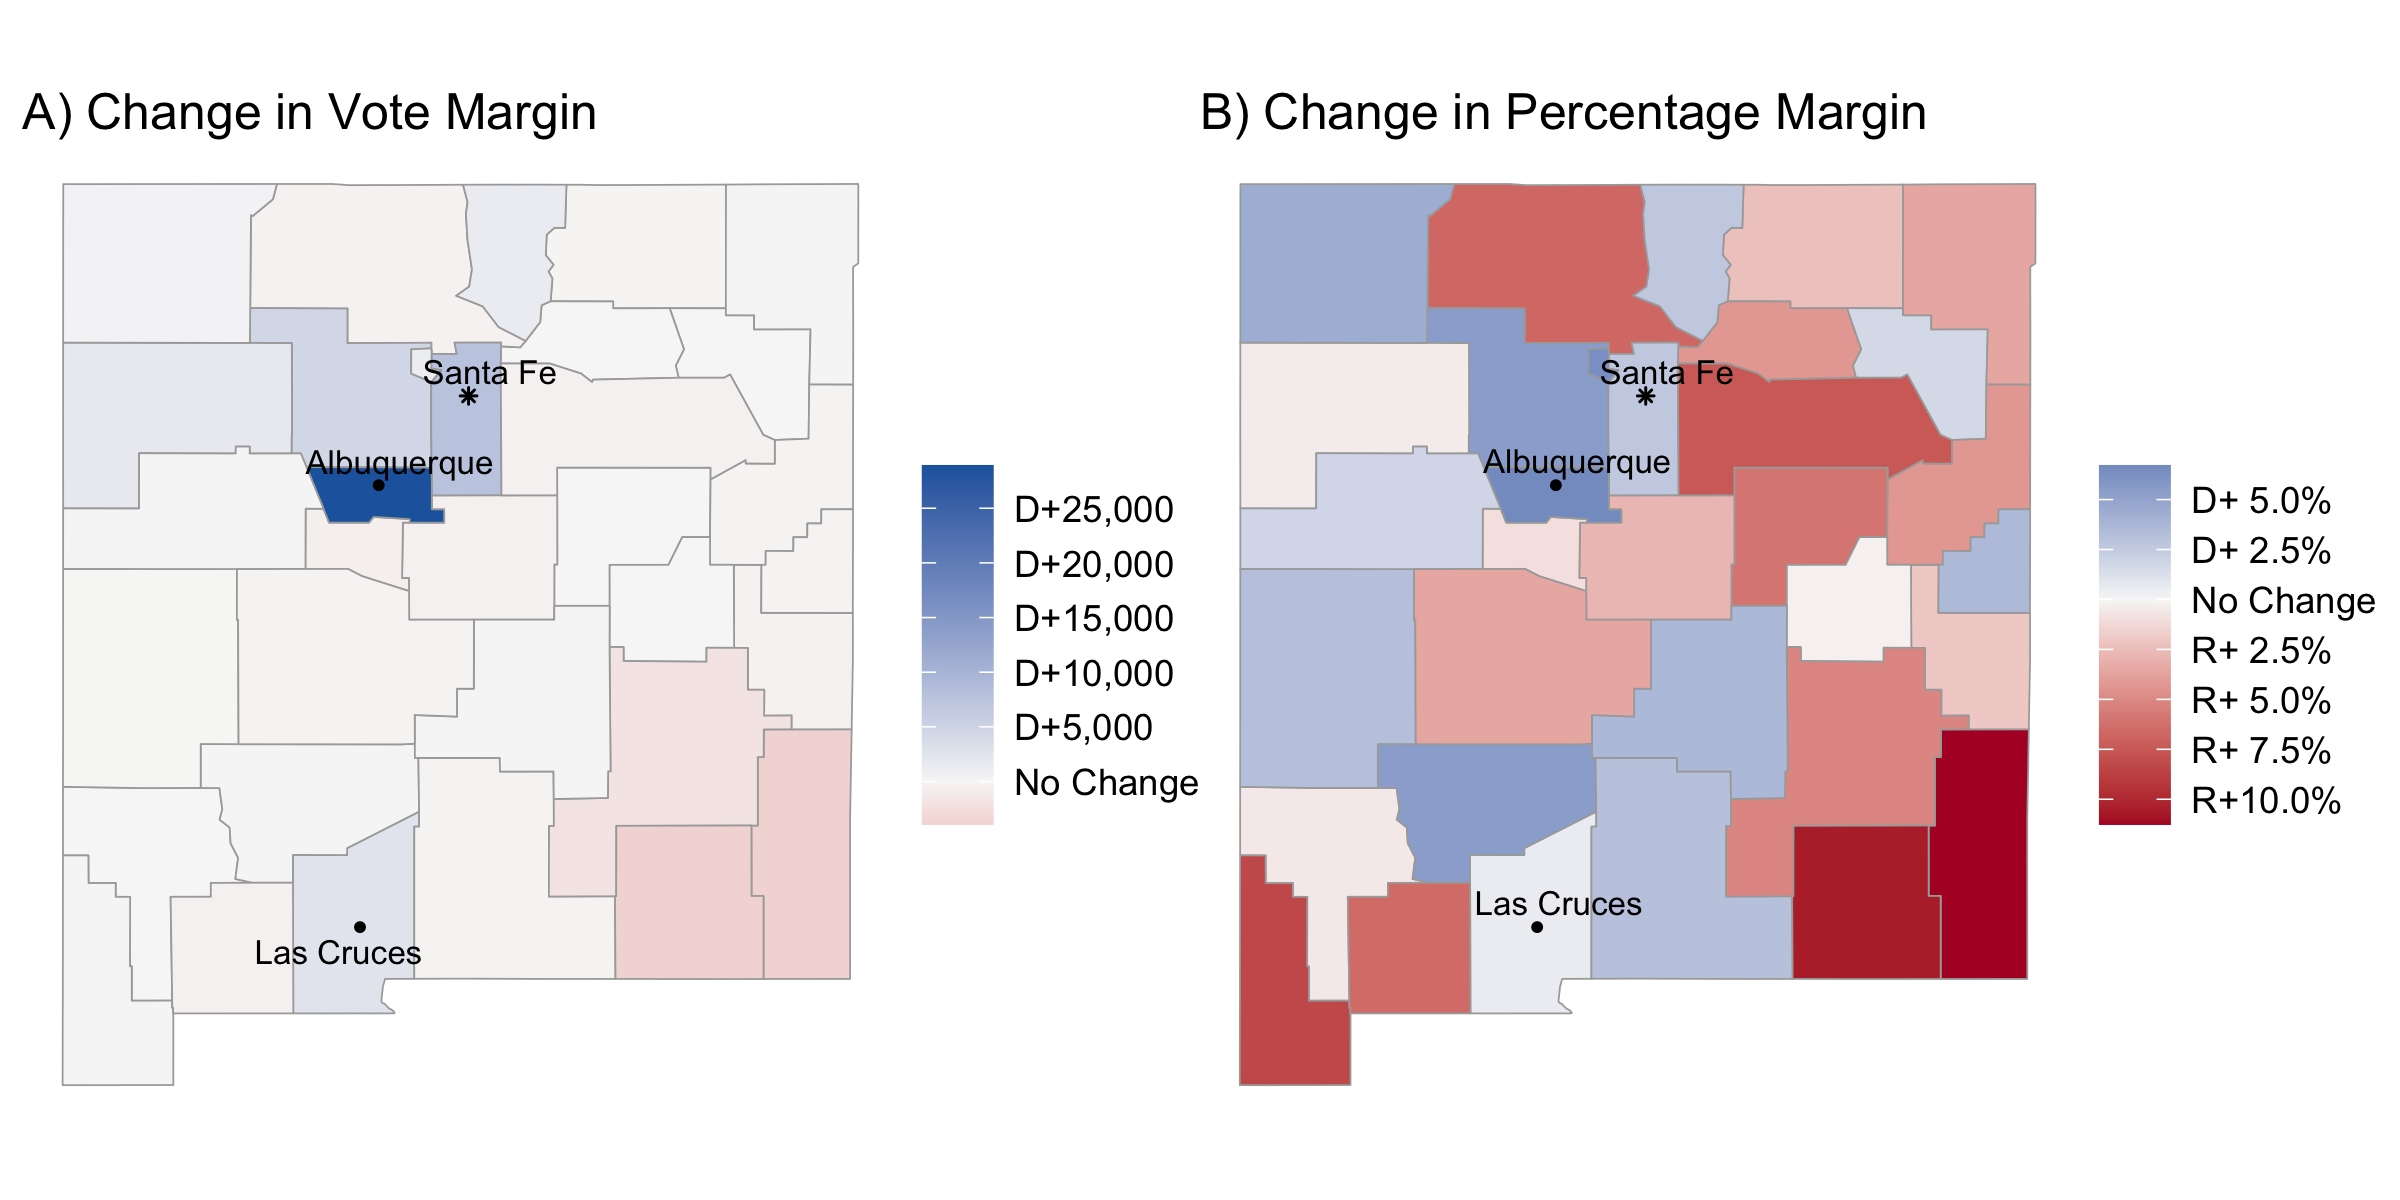 A) Change in Vote Margin
Santa Fe
Albuquerque
Las Cruces
D+25,000
D+20,000
D+15,000
D+10,000
D+5,000
No Change
B) Change in Percentage Margin
Santa Fe
Albuquerque
Las Cruces
D+ 5.0%
D+ 2.5%
No Change
R+ 2.5%
R+ 5.0%
R+ 7.5%
R+10.0%